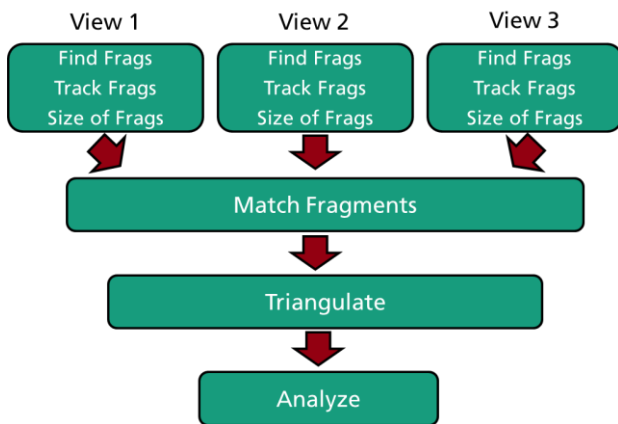 View 1
View 2
View 3
Find Frags
Track Frags
Size of Frags
Find Frags
Track Frags
Size of Frags
Find Frags
Track Frags
Size of Frags
Match Fragments
Triangulate
Analyze